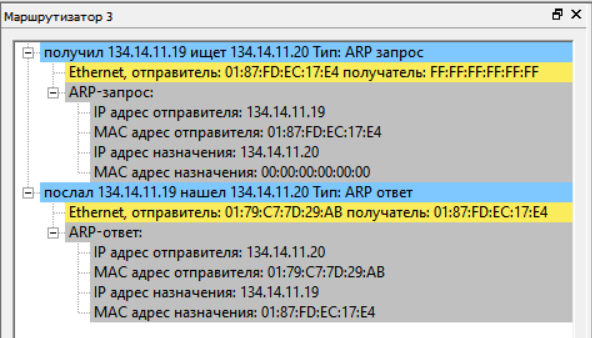 Маршрутизатор 3
получил 134.14.11.19 ищет 134.14.11.20 Тип: ARP запрос
Ethernet, отправитель: 01:87:FD:EC:17:E4 получатель: FF:FF:FF:FF:FF:FF
ARP-запрос:
IP адрес отправителя: 134.14.11.19
MAC адрес отправителя: 01:87:FD:EC:17:E4
IP адрес назначения: 134.14.11.20
MAC адрес назначения: 00:00:00:00:00:00
послал 134.14.11.19 нашел 134.14.11.20 Тип: ARP ответ
Ethernet, отправитель: 01:79:C7:7D:29:AB получатель: 01:87:FD:EC:17:E4
ARP-ответ:
IP адрес отправителя: 134.14.11.20
MAC адрес отправителя: 01:79:C7:7D:29:AB
IP адрес назначения: 134.14.11.19
MAC адрес назначения: 01:87:FD:EC:17:E4